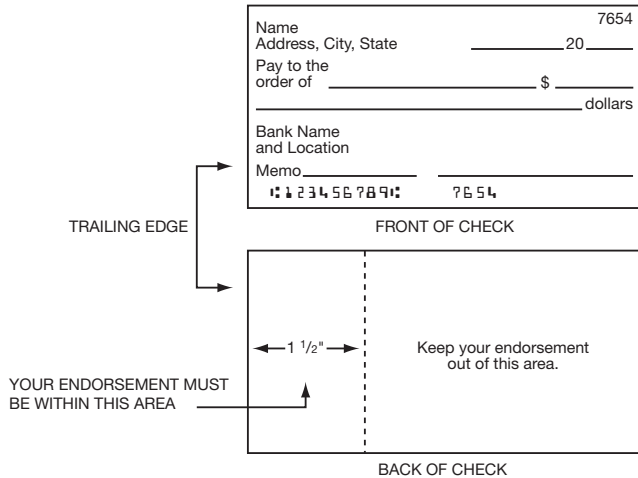 7654
Name
Address, City, State 20
Pay to the
order of $
dollars
Bank Name
and Location
Memo
⑆123456789⑆ 7654
TRAILING EDGE
FRONT OF CHECK
1 1/2"
Keep your endorsement
out of this area.
YOUR ENDORSEMENT MUST
BE WITHIN THIS AREA
BACK OF CHECK